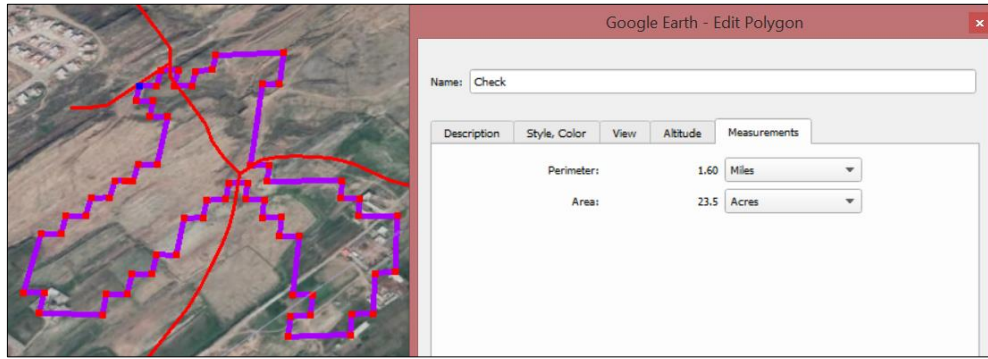 Google Earth - Edit Polygon
x
Name: Check
Description Style, Color View Altitude Measurements
Perimeter: 1.60 Miles
Area: 23.5 Acres